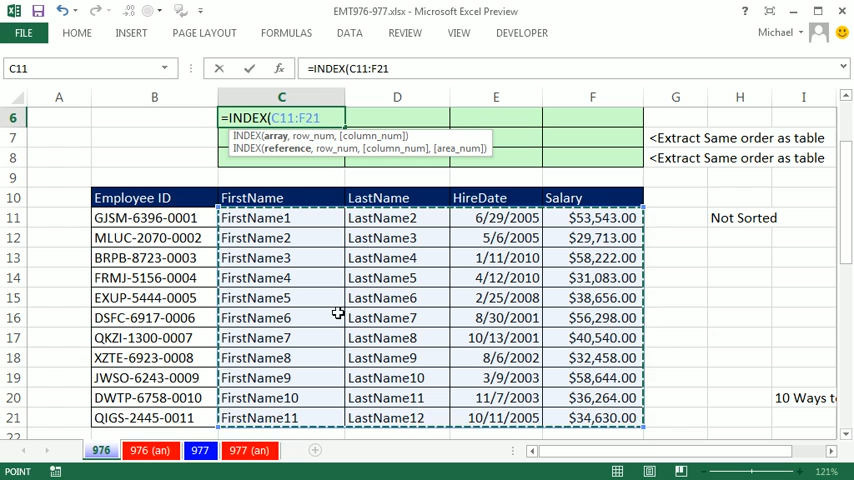 EMT976-977.xlsx - Microsoft Excel Preview
FILE HOME INSERT PAGE LAYOUT FORMULAS DATA REVIEW VIEW DEVELOPER Michael
C11 fx =INDEX(C11:F21
A B C D E F G H I
6 =INDEX(C11:F21
INDEX(array, row_num, [column_num])
INDEX(reference, row_num, [column_num], [area_num])
7 <Extract Same order as table
8 <Extract Same order as table
9
10 Employee ID FirstName LastName HireDate Salary
11 GJSM-6396-0001 FirstName1 LastName2 6/29/2005 $53,543.00 Not Sorted
12 MLUC-2070-0002 FirstName2 LastName3 5/6/2005 $29,713.00
13 BRPB-8723-0003 FirstName3 LastName4 1/11/2010 $58,222.00
14 FRMJ-5156-0004 FirstName4 LastName5 4/12/2010 $31,083.00
15 EXUP-5444-0005 FirstName5 LastName6 2/25/2008 $38,656.00
16 DSFC-6917-0006 FirstName6 LastName7 8/30/2001 $56,298.00
17 QKZI-1300-0007 FirstName7 LastName8 10/13/2001 $40,540.00
18 XZTE-6923-0008 FirstName8 LastName9 8/6/2002 $32,458.00
19 JWSO-6243-0009 FirstName9 LastName10 3/9/2003 $58,644.00
20 DWTP-6758-0010 FirstName10 LastName11 11/7/2003 $36,264.00 10 Ways to
21 QIGS-2445-0011 FirstName11 LastName12 10/11/2005 $34,630.00
22
976 976 (an) 977 977 (an)
POINT 121%